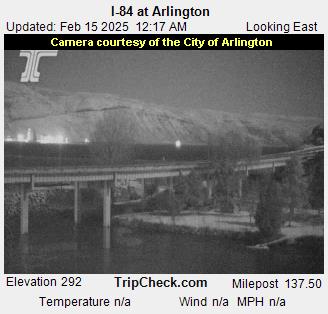 I-84 at Arlington
Updated: Feb 15 2025 12:17 AM Looking East
Camera courtesy of the City of Arlington
Elevation 292 TripCheck.com Milepost 137.50
Temperature n/a Wind n/a MPH n/a